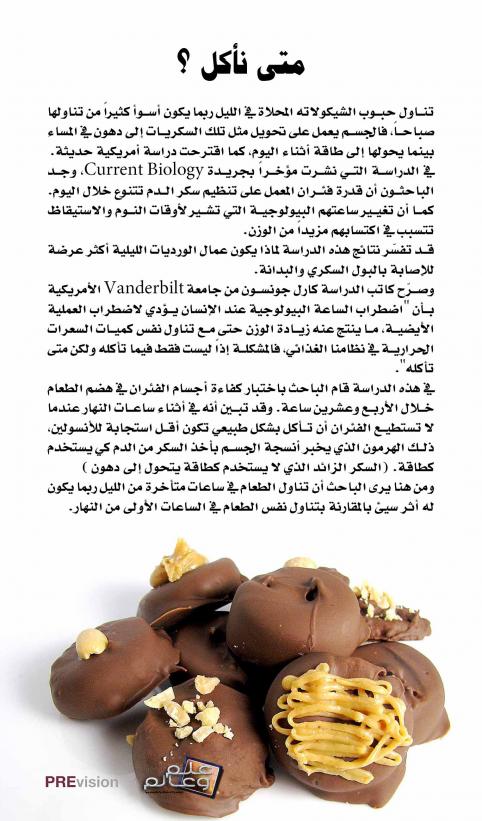 متى نأكل ؟
تناول حبوب الشيكولاته المحلاة في الليل ربما يكون أسوأ كثيراً من تناولها
صباحاً، فالجسم يعمل على تحويل مثل تلك السكريات إلى دهون في المساء
بينما يحولها إلى طاقة أثناء اليوم، كما اقترحت دراسة أمريكية حديثة.
في الدراسة التي نشرت مؤخراً بجريدة Current Biology، وجد
الباحثون أن قدرة فئران المعمل على تنظيم سكر الدم تتنوع خلال اليوم.
كما أن تغيير ساعتهم البيولوجية التي تشير لأوقات النوم والاستيقاظ
تتسبب في اكتسابهم مزيداً من الوزن.
قد تفسّر نتائج هذه الدراسة لماذا يكون عمال الورديات الليلية أكثر عرضة
للإصابة بالبول السكري والبدانة.
وصرّح كاتب الدراسة كارل جونسون من جامعة Vanderbilt الأمريكية
بأن "اضطراب الساعة البيولوجية عند الإنسان يؤدي لاضطراب العملية
الأيضية، ما ينتج عنه زيادة الوزن حتى مع تناول نفس كميات السعرات
الحرارية في نظامنا الغذائي، فالمشكلة إذاً ليست فقط فيما تأكله ولكن متى
تأكله".
في هذه الدراسة قام الباحث باختبار كفاءة أجسام الفئران في هضم الطعام
خلال الأربع وعشرين ساعة. وقد تبين أنه في أثناء ساعات النهار عندما
لا تستطيع الفئران أن تأكل بشكل طبيعي تكون أقل استجابة للأنسولين،
ذلك الهرمون الذي يخبر أنسجة الجسم بأخذ السكر من الدم كي يستخدم
كطاقة. (السكر الزائد الذي لا يستخدم كطاقة يتحول إلى دهون )
ومن هنا يرى الباحث أن تناول الطعام في ساعات متأخرة من الليل ربما يكون
له أثر سيئ بالمقارنة بتناول نفس الطعام في الساعات الأولى من النهار.
علم وعالم
PREvision